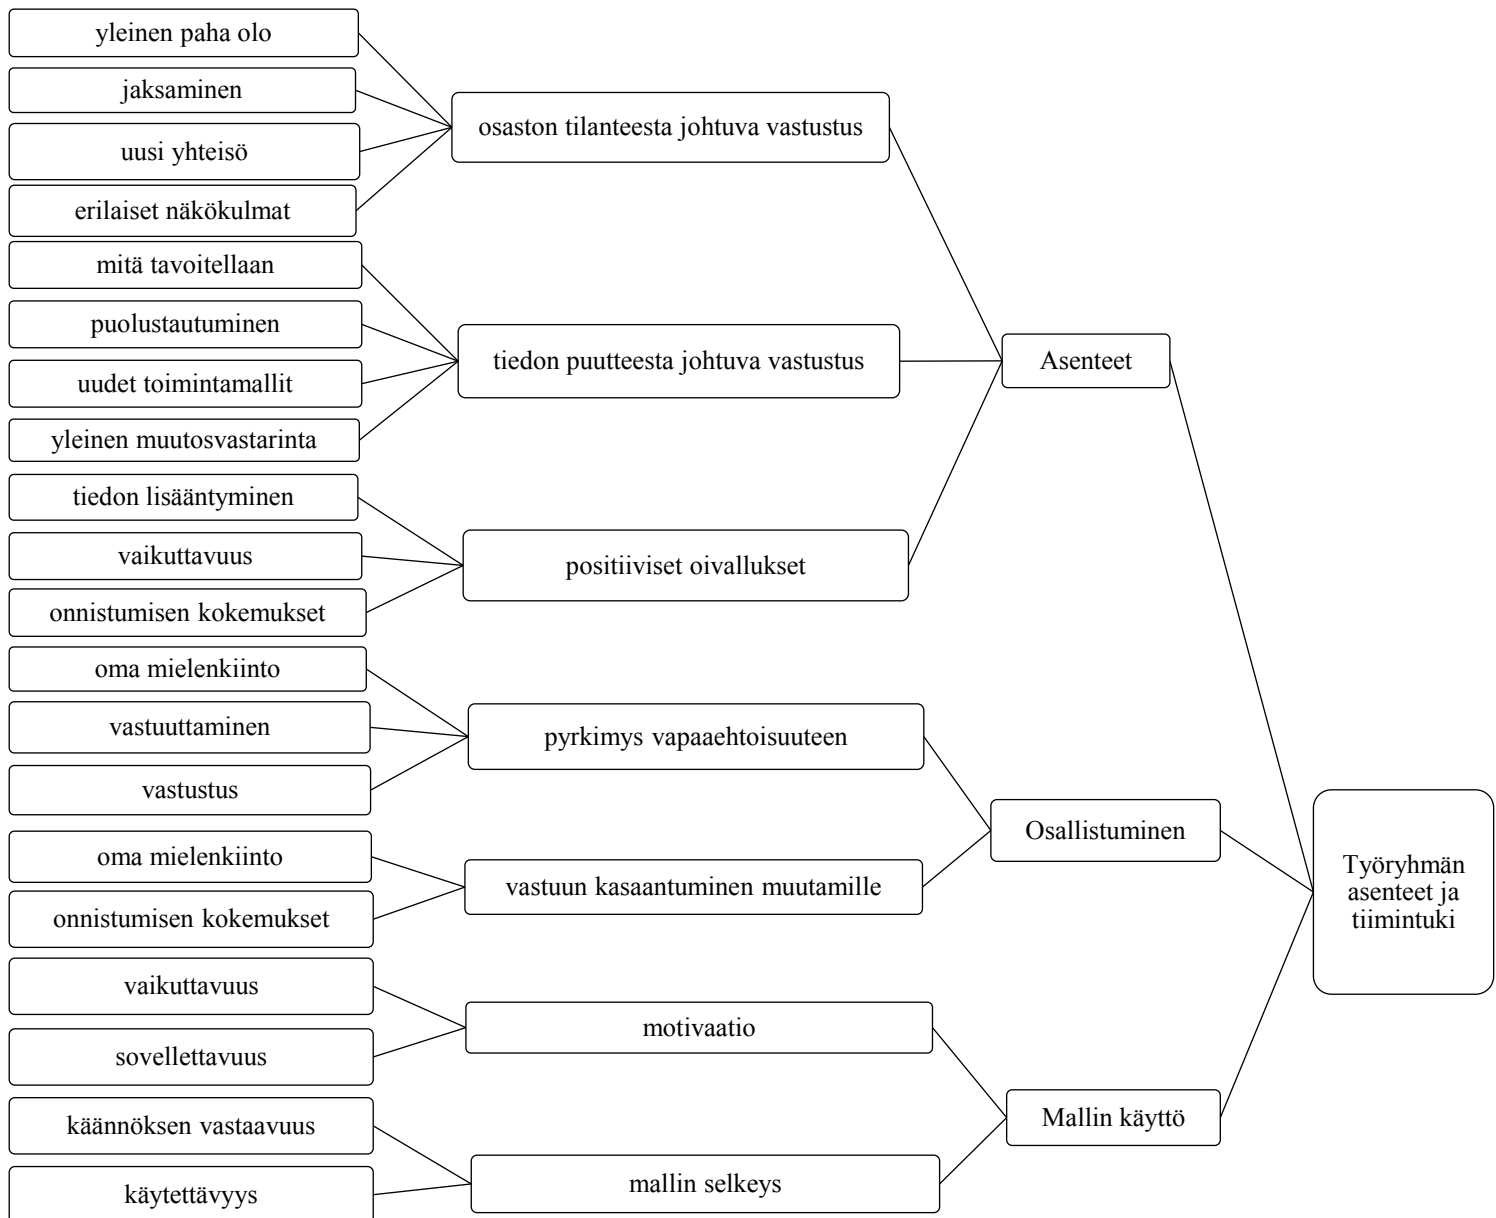 yleinen paha olo
jaksaminen
uusi yhteisö
erilaiset näkökulmat
mitä tavoitellaan
puolustautuminen
uudet toimintamallit
yleinen muutosvastarinta
tiedon lisääntyminen
vaikuttavuus
onnistumisen kokemukset
oma mielenkiinto
vastuuttaminen
vastustus
oma mielenkiinto
onnistumisen kokemukset
vaikuttavuus
sovellettavuus
käännöksen vastaavuus
käytettävyys
osaston tilanteesta johtuva vastustus
tiedon puutteesta johtuva vastustus
positiiviset oivallukset
pyrkimys vapaaehtoisuuteen
vastuun kasaantuminen muutamille
motivaatio
mallin selkeys
Asenteet
Osallistuminen
Mallin käyttö
Työryhmän
asenteet ja
tiimintuki